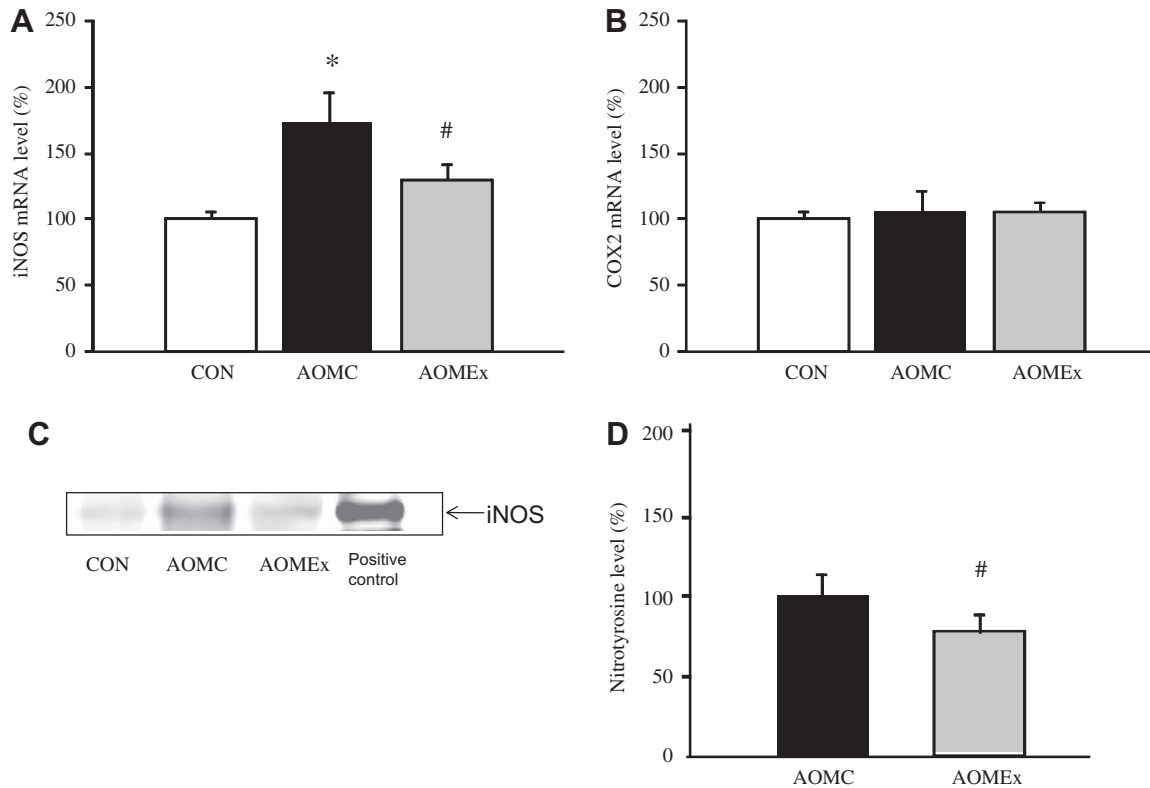 A
250
200
150
100
50
0
iNOS mRNA level (%)
*
#
CON AOMC AOMEx
B
250
200
150
100
50
0
COX2 mRNA level (%)
CON AOMC AOMEx
C
iNOS
CON AOMC AOMEx Positive
control
D
200
150
100
50
0
Nitrotyrosine level (%)
#
AOMC AOMEx